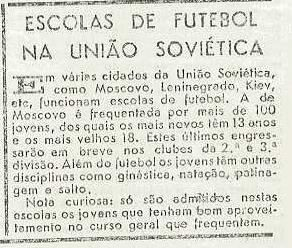 ESCOLAS DE FUTEBOL
NA UNIÃO SOVIÉTICA
Em várias cidades da União Soviética,
como Moscovo, Leninegrado, Kiev,
etc, funcionam escolas de futebol. A de
Moscovo é frequentada por mais de 100
jovens, dos quais os mais novos têm 13 anos
e os mais velhos 18. Estes últimos engres-
sarão em breve nos clubes da 2.ª e 3.ª
divisão. Além do futebol os jovens têm outras
disciplinas como ginástica, natação, patina-
gem e salto.
Nota curiosa: só são admitidos nestas
escolas os jovens que tenham bom aprovei-
tamento no curso geral que frequentam.